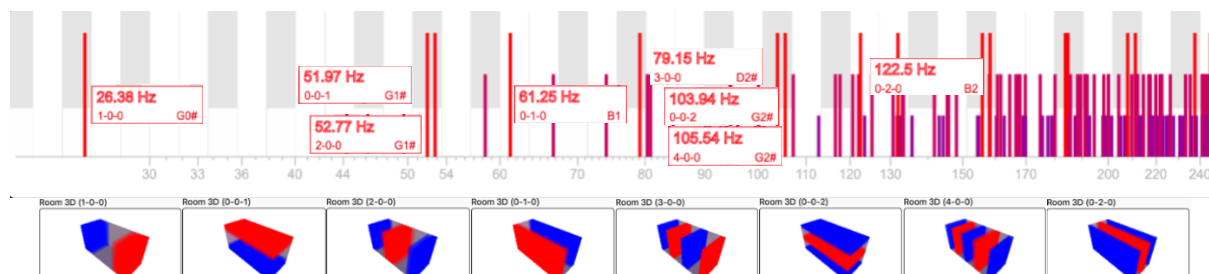 79.15 Hz
3-0-0 D2#
51.97 Hz
0-0-1 G1#
122.5 Hz
0-2-0 B2
26.38 Hz
1-0-0 G0#
61.25 Hz
0-1-0 B1
103.94 Hz
0-0-2 G2#
52.77 Hz
2-0-0 G1#
105.54 Hz
4-0-0 G2#
30 33 36 40 44 50 54 60 70 80 90 100 110 120 130 150 170 200 220 240
Room 3D (1-0-0) Room 3D (0-0-1) Room 3D (2-0-0) Room 3D (0-1-0) Room 3D (3-0-0) Room 3D (0-0-2) Room 3D (4-0-0) Room 3D (0-2-0)